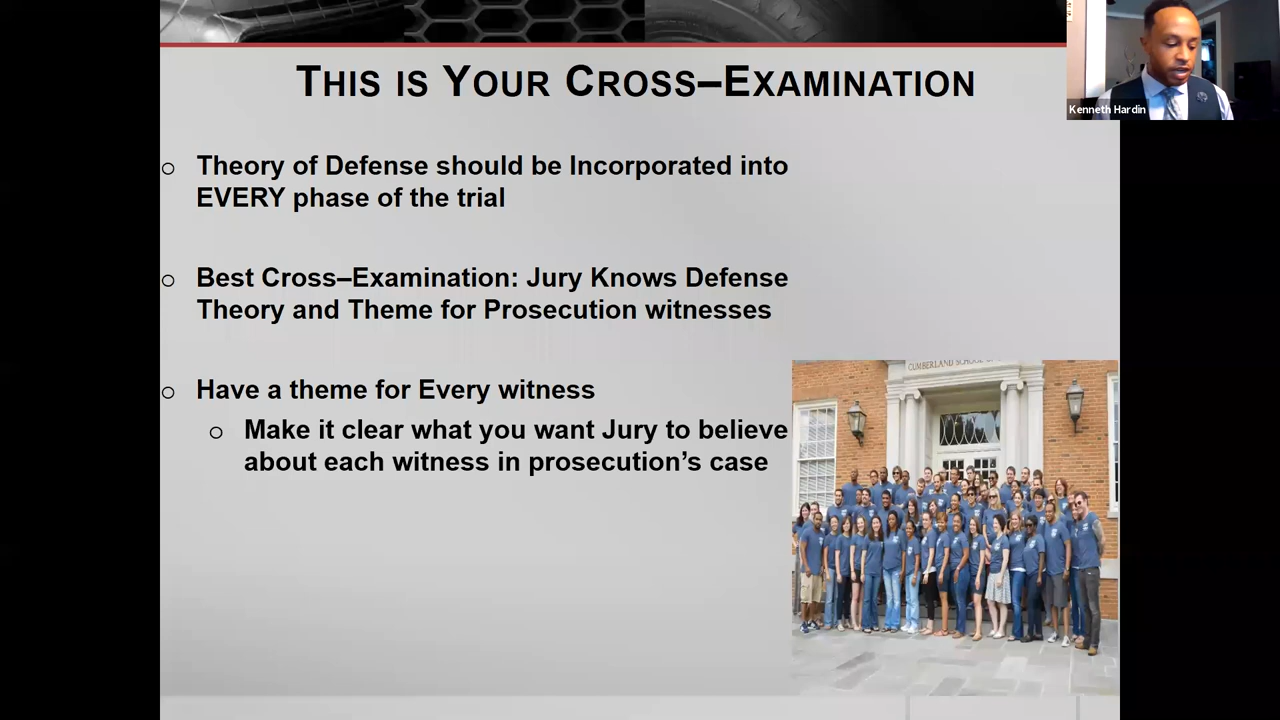 THIS IS YOUR CROSS–EXAMINATION
Kenneth Hardin
o Theory of Defense should be Incorporated into
EVERY phase of the trial
o Best Cross–Examination: Jury Knows Defense
Theory and Theme for Prosecution witnesses
o Have a theme for Every witness
o Make it clear what you want Jury to believe
about each witness in prosecution’s case
CUMBERLAND SCHOOL